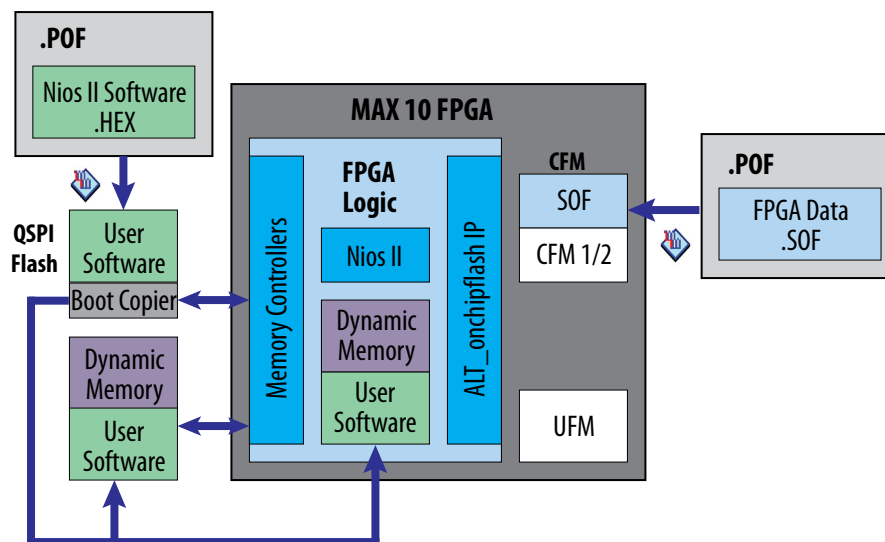 .POF
Nios II Software
.HEX
MAX 10 FPGA
FPGA
Logic
CFM
.POF
SOF
FPGA Data
.SOF
QSPI
Flash
User
Software
Boot Copier
Memory Controllers
Nios II
ALT_onchipflash IP
CFM 1/2
Dynamic
Memory
User
Software
Dynamic
Memory
User
Software
UFM